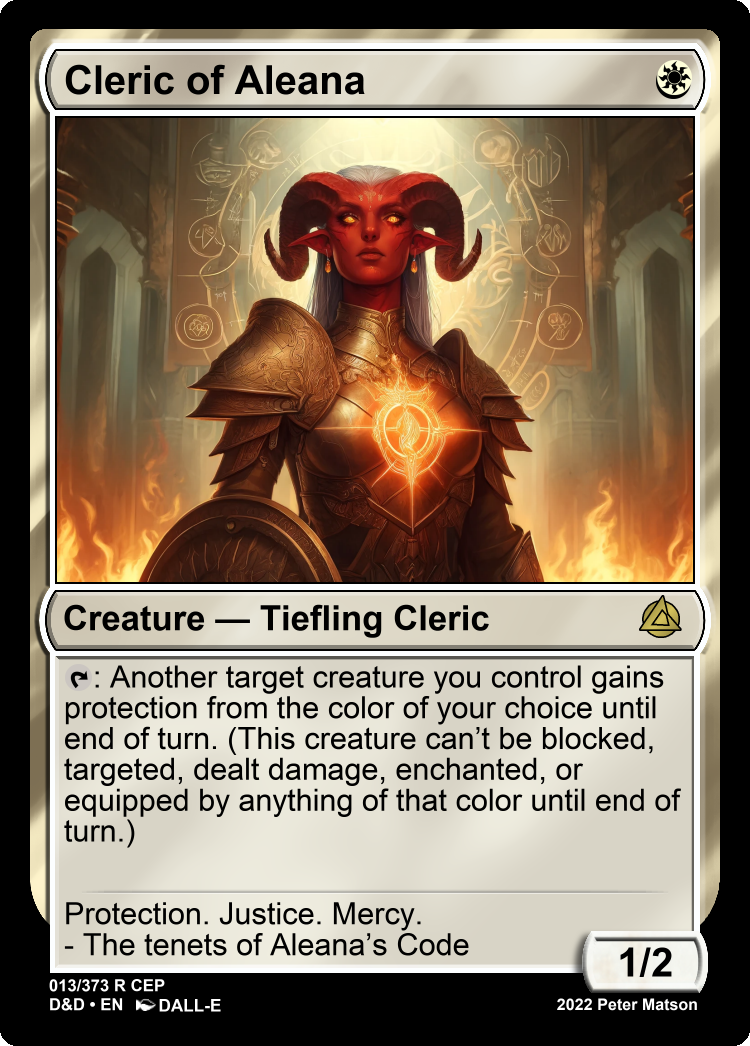 Cleric of Aleana
Creature — Tiefling Cleric
: Another target creature you control gains
protection from the color of your choice until
end of turn. (This creature can’t be blocked,
targeted, dealt damage, enchanted, or
equipped by anything of that color until end of
turn.)
Protection. Justice. Mercy.
- The tenets of Aleana’s Code
1/2
013/373 R CEP
D&D • EN DALL-E
2022 Peter Matson